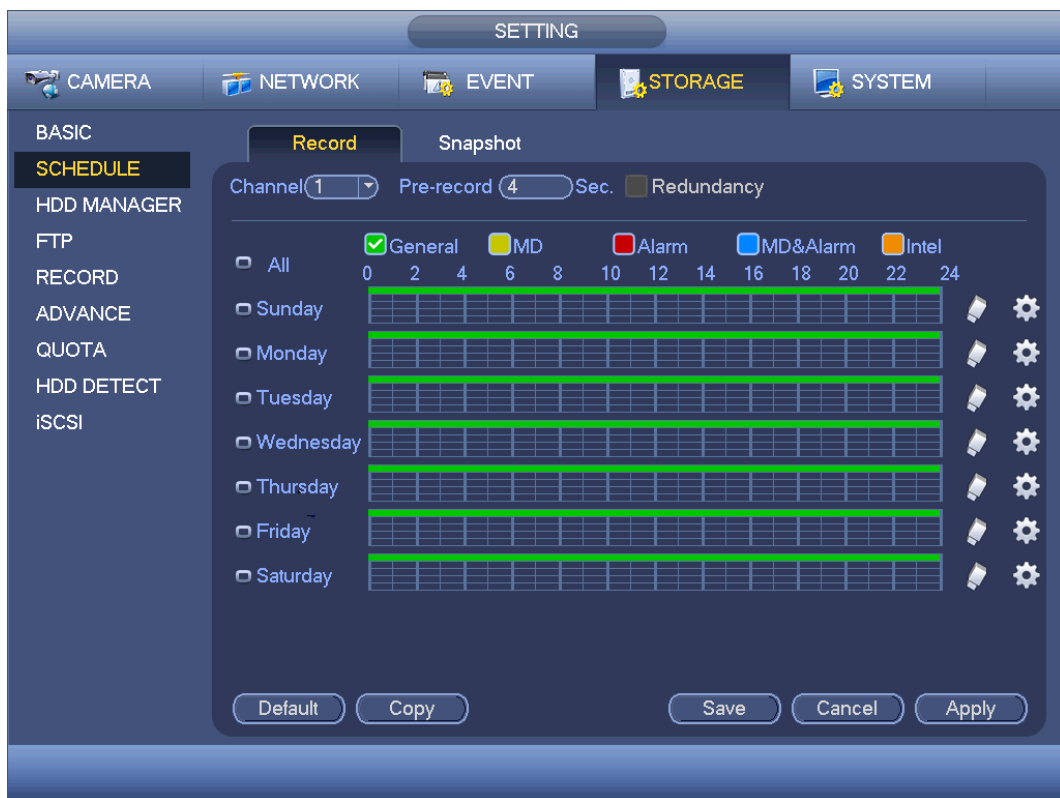 SETTING
CAMERA NETWORK EVENT STORAGE SYSTEM
BASIC
SCHEDULE
HDD MANAGER
FTP
RECORD
ADVANCE
QUOTA
HDD DETECT
iSCSI
Record Snapshot
Channel 1 Pre-record 4 Sec. Redundancy
All
General MD Alarm MD&Alarm Intel
0 2 4 6 8 10 12 14 16 18 20 22 24
Sunday
Monday
Tuesday
Wednesday
Thursday
Friday
Saturday
Default Copy Save Cancel Apply